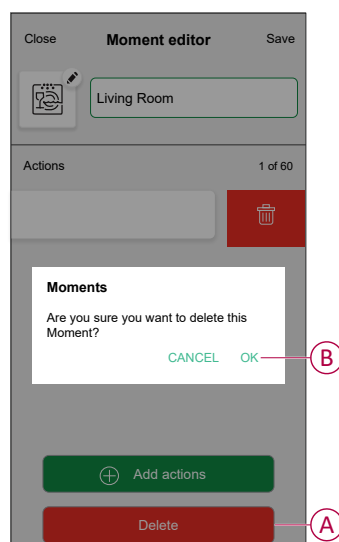 Close Moment editor Save
Living Room
Actions 1 of 60
Moments
Are you sure you want to delete this
Moment?
CANCEL OK
B
Add actions
Delete
A